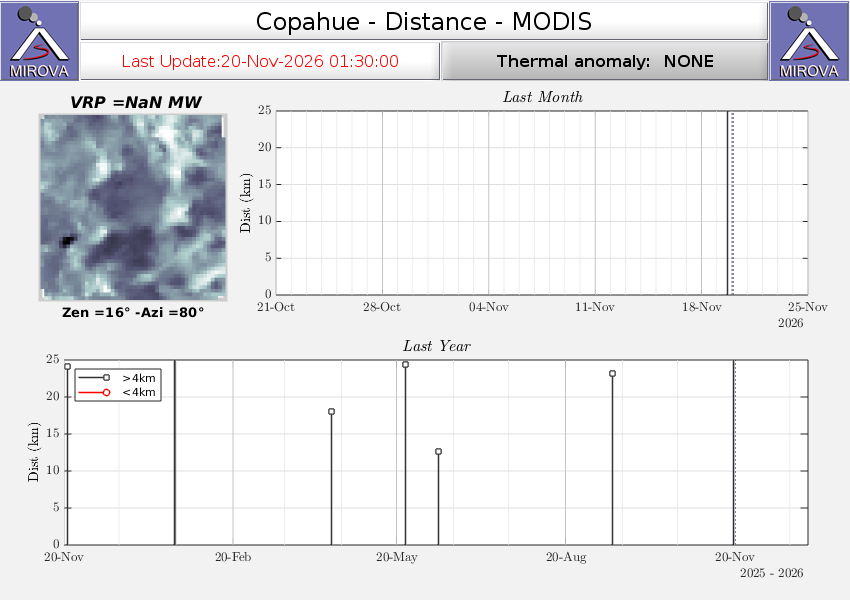 Copahue - Distance - MODIS
MIROVA
Last Update:20-Nov-2026 01:30:00
Thermal anomaly: NONE
MIROVA
VRP =NaN MW
Zen =16° -Azi =80°
Last Month
25
20
15
10
5
0
Dist (km)
21-Oct
28-Oct
04-Nov
11-Nov
18-Nov
25-Nov
2026
Last Year
25
20
15
10
5
0
Dist (km)
>4km
<4km
20-Nov
20-Feb
20-May
20-Aug
20-Nov
2025 - 2026